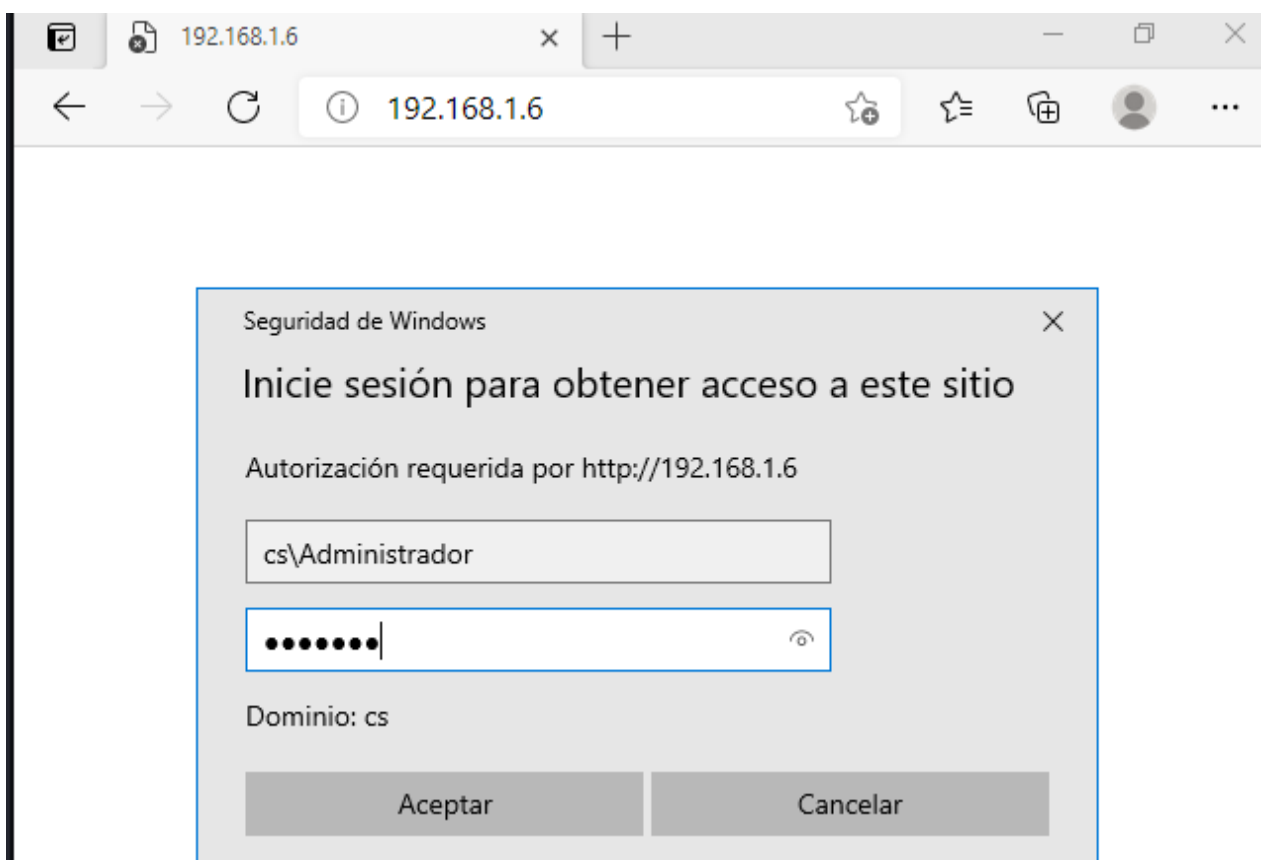 192.168.1.6
192.168.1.6
Seguridad de Windows
Inicie sesión para obtener acceso a este sitio
Autorización requerida por http://192.168.1.6
cs\Administrador
•••••••
Dominio: cs
Aceptar Cancelar